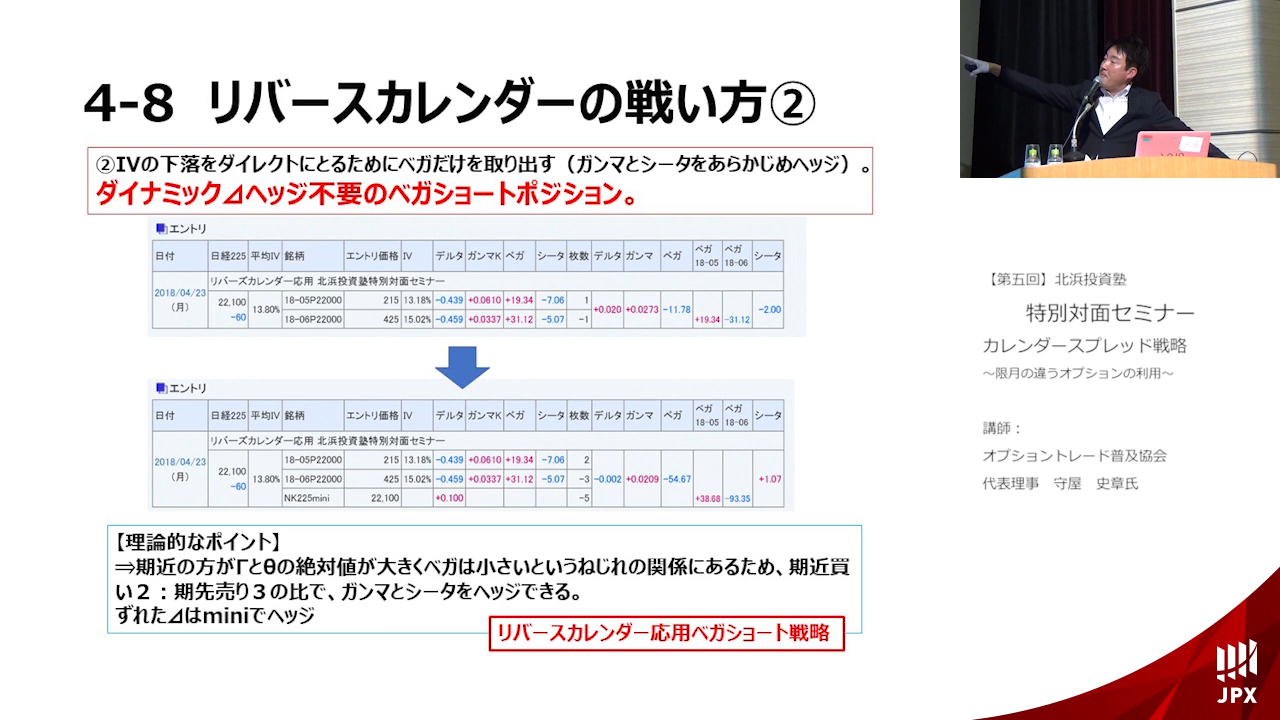 4-8 リバースカレンダーの戦い方②
②IVの下落をダイレクトにとるためにベガだけを取り出す（ガンマとシータをあらかじめヘッジ）。
ダイナミック⊿ヘッジ不要のベガショートポジション。
エントリ
日付 日経225 平均IV 銘柄 エントリ価格 IV デルタ ガンマK ベガ シータ 枚数 デルタ ガンマ ベガ ベガ 18-05 ベガ 18-06 シータ
リバーズカレンダー応用 北浜投資塾特別対面セミナー
2018/04/23 (月) 22,100 -60 13.80% 18-05P22000 215 13.18% -0.439 +0.0610 +19.34 -7.06 1 +0.020 +0.0273 -11.78 +19.34 -31.12 -2.00
18-06P22000 425 15.02% -0.459 +0.0337 +31.12 -5.07 -1
エントリ
日付 日経225 平均IV 銘柄 エントリ価格 IV デルタ ガンマK ベガ シータ 枚数 デルタ ガンマ ベガ ベガ 18-05 ベガ 18-06 シータ
リバーズカレンダー応用 北浜投資塾特別対面セミナー
2018/04/23 (月) 22,100 -60 13.80% 18-05P22000 215 13.18% -0.439 +0.0610 +19.34 -7.06 2 -0.002 +0.0209 -54.67 +38.68 -93.35 +1.07
18-06P22000 425 15.02% -0.459 +0.0337 +31.12 -5.07 -3
NK225mini 22,100 +0.100 -5
【理論的なポイント】
⇒期近の方がΓとθの絶対値が大きくベガは小さいというねじれの関係にあるため、期近買
い２：期先売り３の比で、ガンマとシータをヘッジできる。
ずれた⊿はminiでヘッジ
リバースカレンダー応用ベガショート戦略
【第五回】北浜投資塾
特別対面セミナー
カレンダースプレッド戦略
～限月の違うオプションの利用～
講師：
オプショントレード普及協会
代表理事 守屋 史章氏
JPX